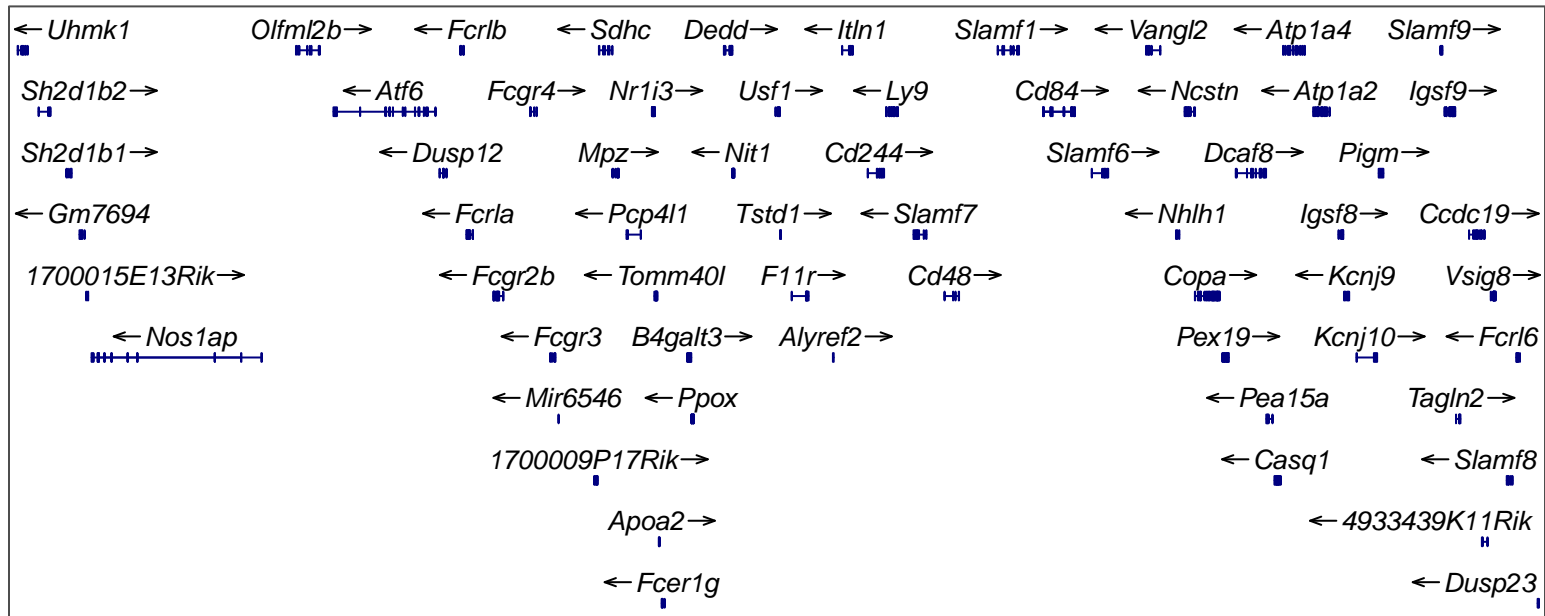 ←Uhmk1 Olfml2b→ ←Fcrlb ←Sdhc Dedd→ ←Itln1 Slamf1→ ←Vangl2 ←Atp1a4 Slamf9→
Sh2d1b2→ ←Atf6 Fcgr4→ Nr1i3→ Usf1→ ←Ly9 Cd84→ ←Ncstn ←Atp1a2 Igsf9→
Sh2d1b1→ ←Dusp12 Mpz→ ←Nit1 Cd244→ Slamf6→ Dcaf8→ Pigm→
←Gm7694 ←Fcrla ←Pcp4l1 Tstd1→ ←Slamf7 ←Nhlh1 Igsf8→ Ccdc19→
1700015E13Rik→ ←Fcgr2b ←Tomm40l F11r→ Cd48→ Copa→ ←Kcnj9 Vsig8→
←Nos1ap ←Fcgr3 B4galt3→ Alyref2→ Pex19→ Kcnj10→ ←Fcrl6
←Mir6546 ←Ppox ←Pea15a Tagln2→
1700009P17Rik→ ←Casq1 ←Slamf8
Apoa2→ ←4933439K11Rik
←Fcer1g ←Dusp23